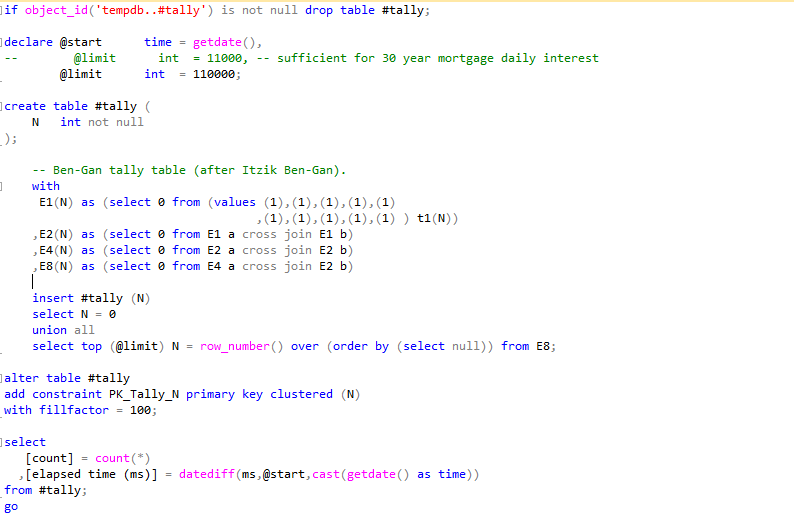 if object_id('tempdb..#tally') is not null drop table #tally;
declare @start time = getdate(),
-- @limit int = 11000, -- sufficient for 30 year mortgage daily interest
@limit int = 110000;
create table #tally (
N int not null
);
-- Ben-Gan tally table (after Itzik Ben-Gan).
with
E1(N) as (select 0 from (values (1),(1),(1),(1),(1)
,(1),(1),(1),(1),(1) ) t1(N))
,E2(N) as (select 0 from E1 a cross join E1 b)
,E4(N) as (select 0 from E2 a cross join E2 b)
,E8(N) as (select 0 from E4 a cross join E2 b)
insert #tally (N)
select N = 0
union all
select top (@limit) N = row_number() over (order by (select null)) from E8;
alter table #tally
add constraint PK_Tally_N primary key clustered (N)
with fillfactor = 100;
select
[count] = count(*)
,[elapsed time (ms)] = datediff(ms,@start,cast(getdate() as time))
from #tally;
go